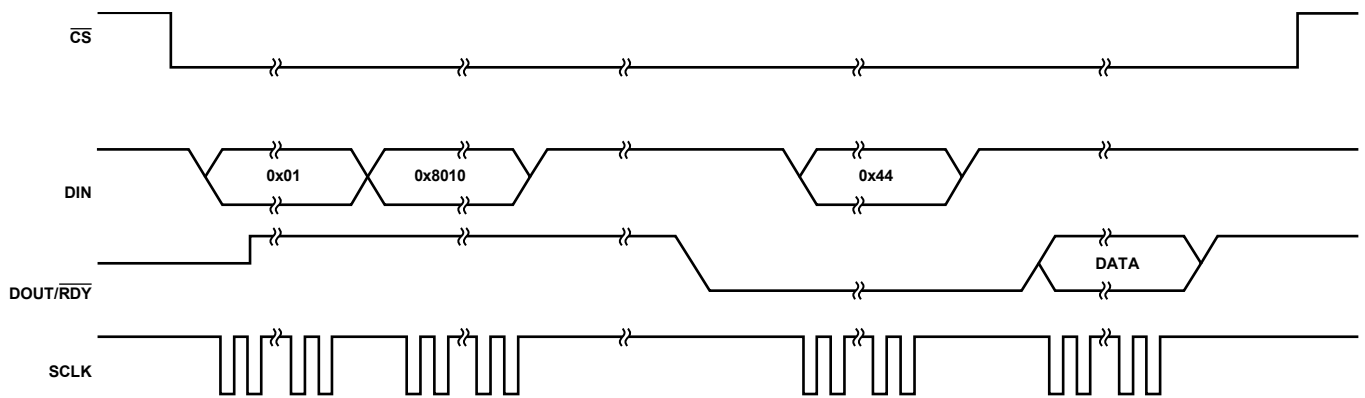 CS
DIN
0x01
0x8010
0x44
DOUT/RDY
DATA
SCLK